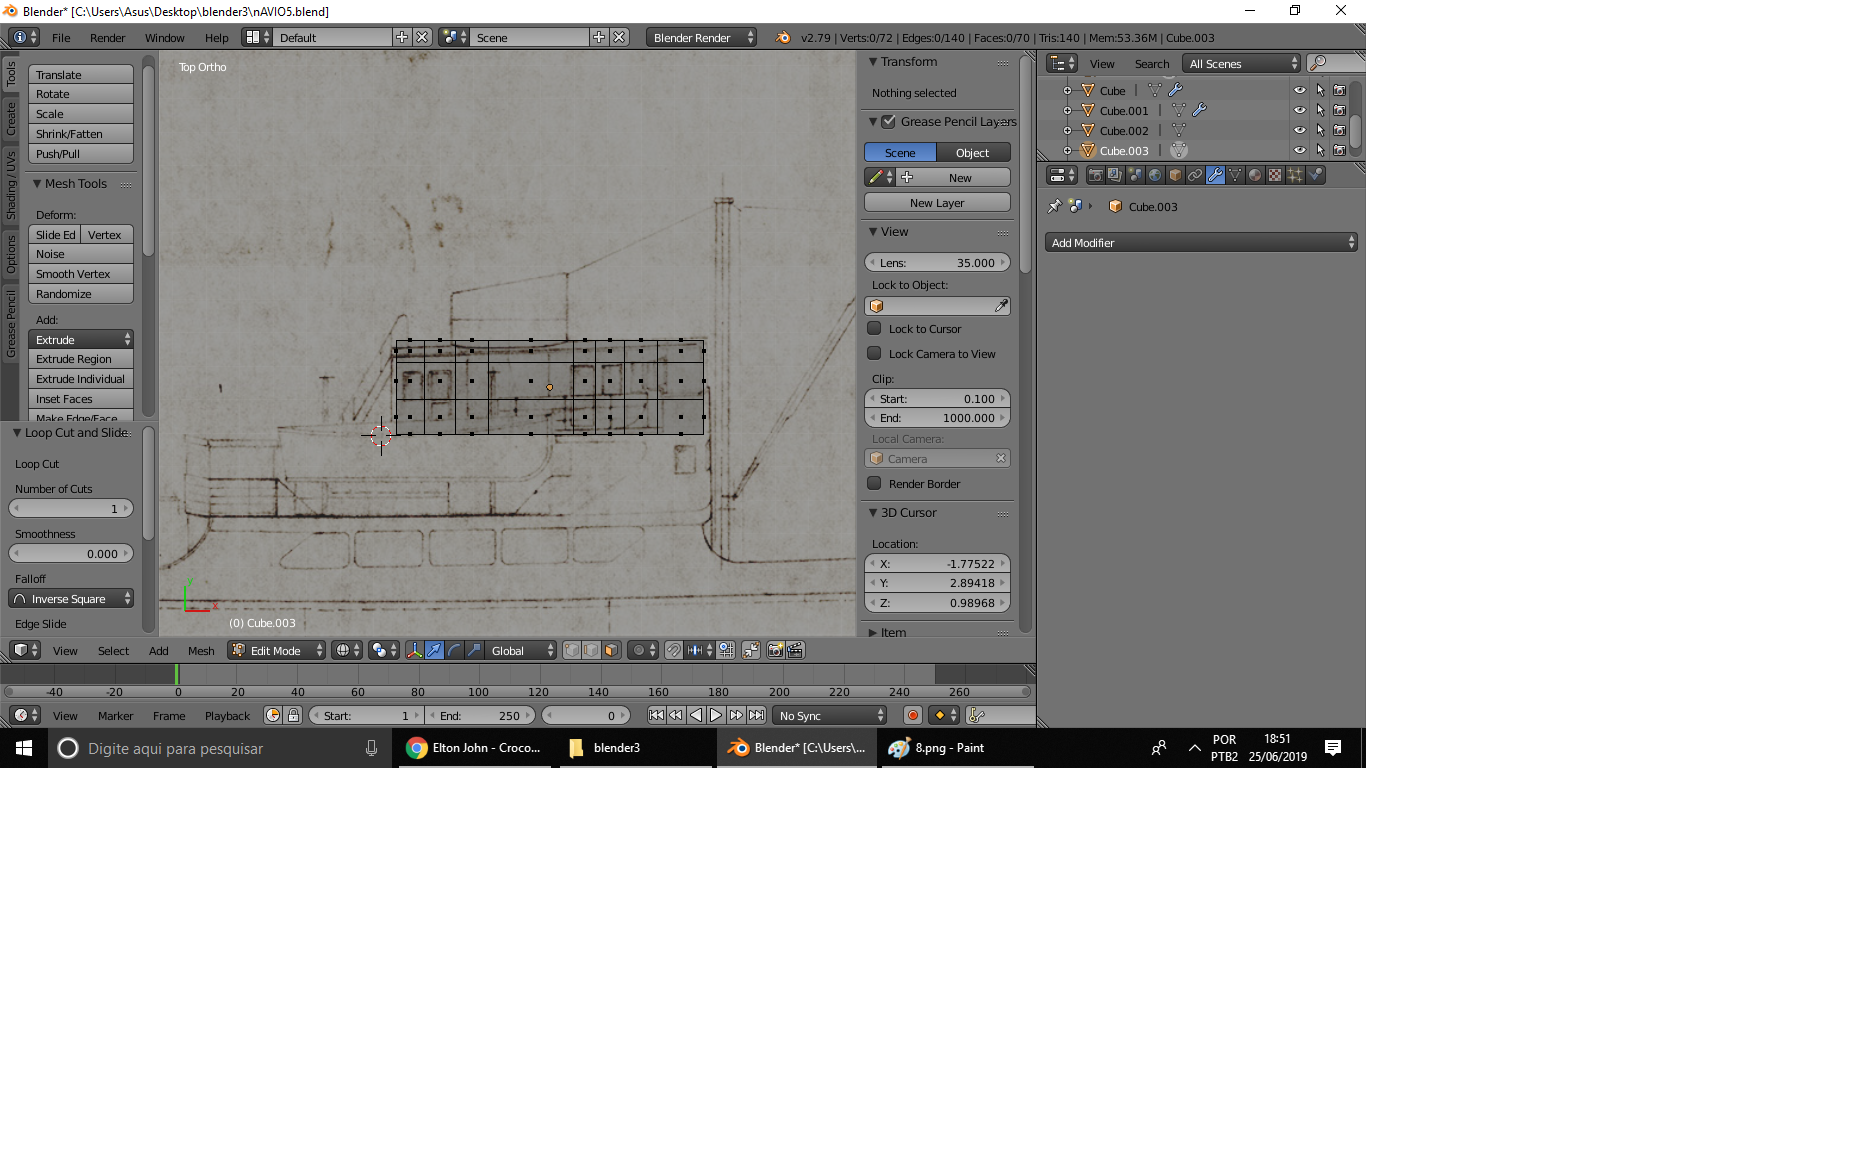 Blender* [C:\Users\Asus\Desktop\blender3\nAVIO5.blend]
File Render Window Help Default Scene Blender Render v2.79 | Verts:0/72 | Edges:0/140 | Faces:0/70 | Tris:140 | Mem:53.36M | Cube.003
Tools
Create
Shading / UVs
Options
Grease Pencil
Translate
Rotate
Scale
Shrink/Fatten
Push/Pull
Mesh Tools
Deform:
Slide Ed Vertex
Noise
Smooth Vertex
Randomize
Add:
Extrude
Extrude Region
Extrude Individual
Inset Faces
Make Edge/Face
Loop Cut and Slide
Loop Cut
Number of Cuts
1
Smoothness
0.000
Falloff
Inverse Square
Edge Slide
Top Ortho
y
x
(0) Cube.003
Transform
Nothing selected
Grease Pencil Layers
Scene Object
New
New Layer
View
Lens: 35.000
Lock to Object:
Lock to Cursor
Lock Camera to View
Clip:
Start: 0.100
End: 1000.000
Local Camera:
Camera
Render Border
3D Cursor
Location:
X: -1.77522
Y: 2.89418
Z: 0.98968
Item
View Search All Scenes
Cube
Cube.001
Cube.002
Cube.003
Cube.003
Add Modifier
View Select Add Mesh Edit Mode Global
-40 -20 0 20 40 60 80 100 120 140 160 180 200 220 240 260
View Marker Frame Playback Start: 1 End: 250 0 No Sync
Digite aqui para pesquisar
Elton John - Croco...
blender3
Blender* [C:\Users\...
8.png - Paint
POR
PTB2
18:51
25/06/2019